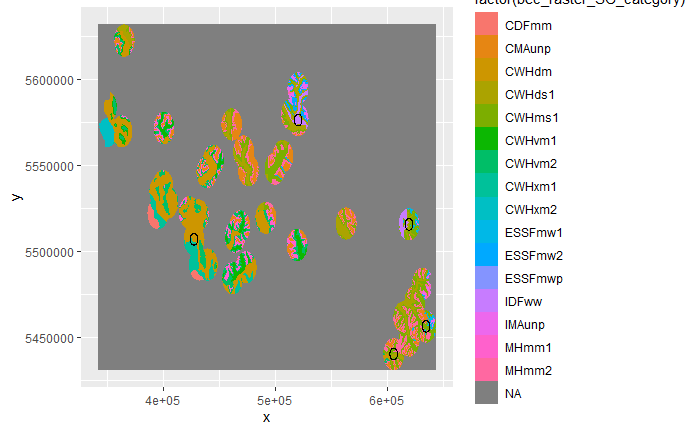 factor(bec_raster_SO_category)
CDFmm
CMAunp
CWHdm
CWHds1
CWHms1
CWHvm1
CWHvm2
CWHxm1
CWHxm2
ESSFmw1
ESSFmw2
ESSFmwp
IDFww
IMAunp
MHmm1
MHmm2
NA
y
5600000
5550000
5500000
5450000
4e+05
5e+05
6e+05
x